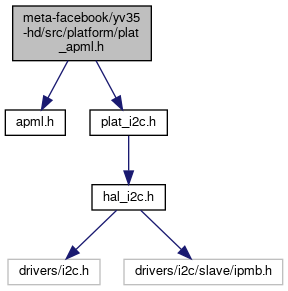 meta-facebook/yv35
-hd/src/platform/plat
_apml.h
apml.h
plat_i2c.h
hal_i2c.h
drivers/i2c.h
drivers/i2c/slave/ipmb.h